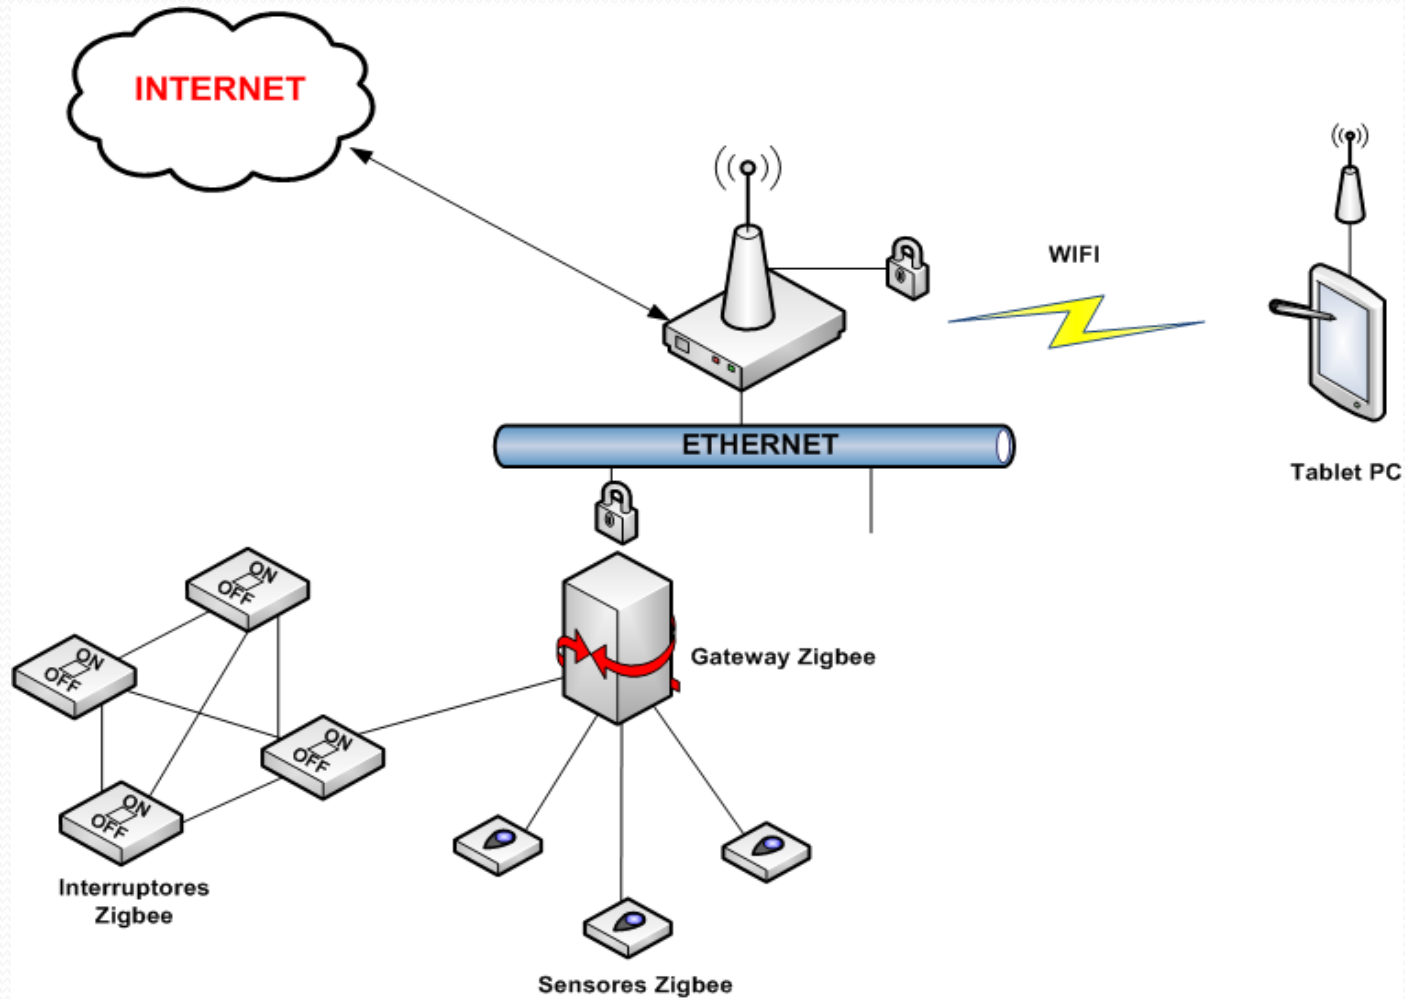 INTERNET
WIFI
ETHERNET
Tablet PC
ON
OFF
ON
OFF
Gateway Zigbee
ON
OFF
ON
OFF
Interruptores
Zigbee
Sensores Zigbee